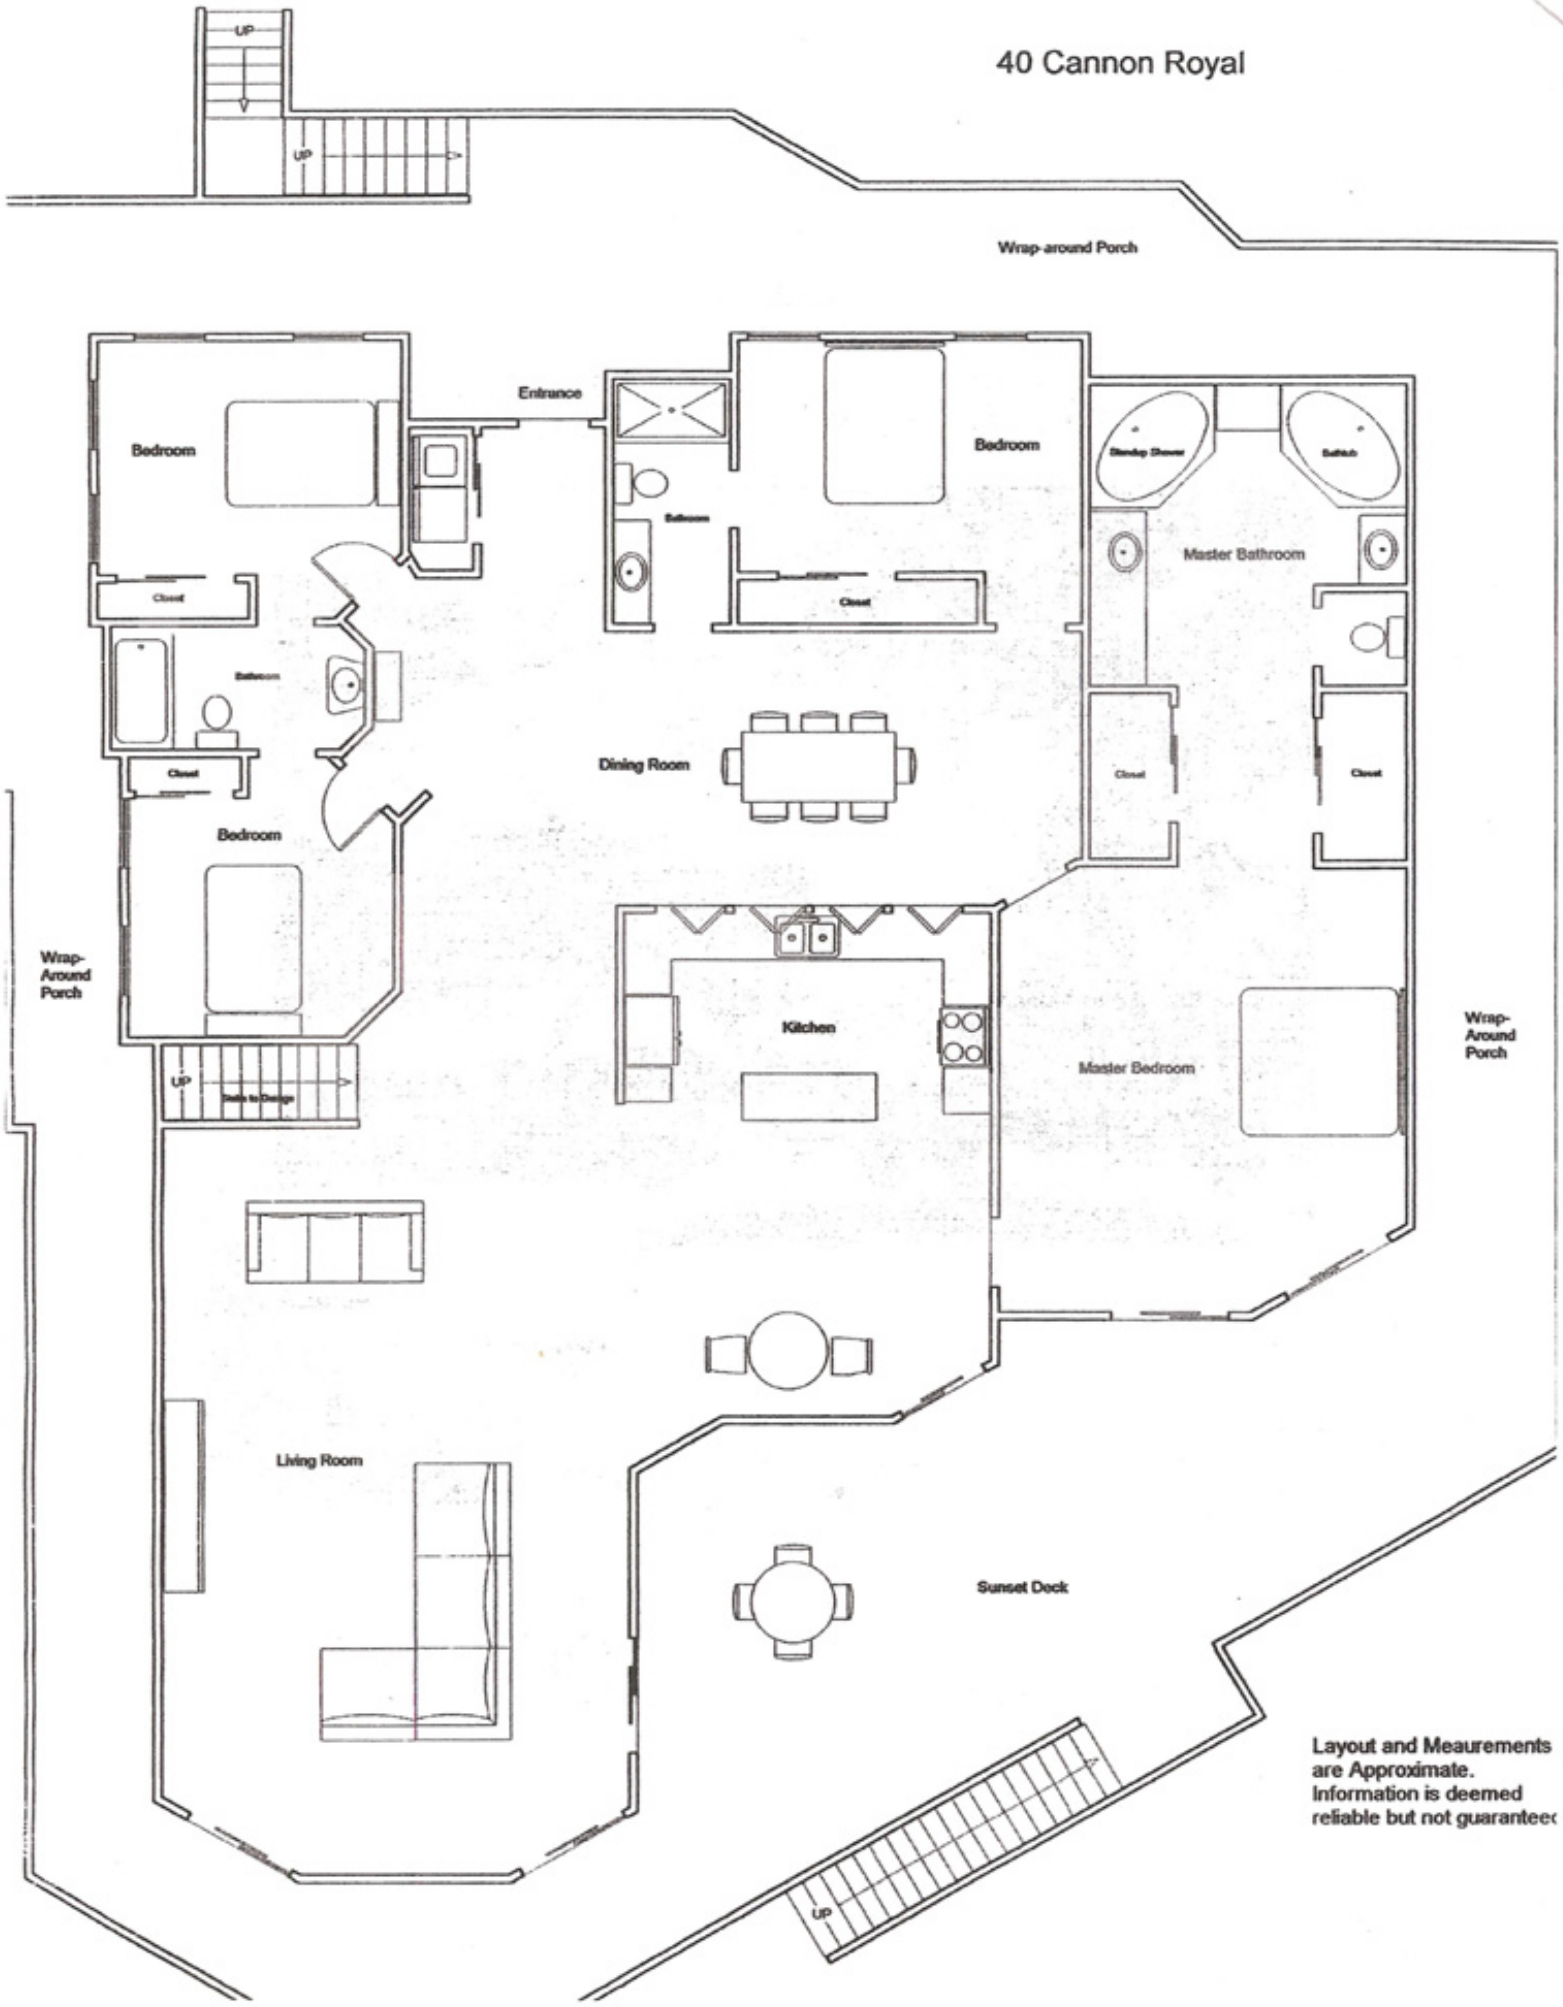 UP
40 Cannon Royal
UP
Wrap-around Porch
Entrance
Bedroom
Bedroom
Standup Shower
Bathtub
Bathroom
Master Bathroom
Closet
Closet
Bathroom
Dining Room
Closet
Closet
Closet
Bedroom
Wrap-
Around
Porch
Kitchen
Wrap-
Around
Porch
Master Bedroom
UP
Stairs to
Living Room
Sunset Deck
Layout and Meaurements
are Approximate.
Information is deemed
reliable but not guaranteed
UP